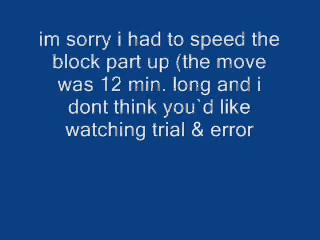 im sorry i had to speed the
block part up (the move
was 12 min. long and i
dont think you`d like
watching trial & error